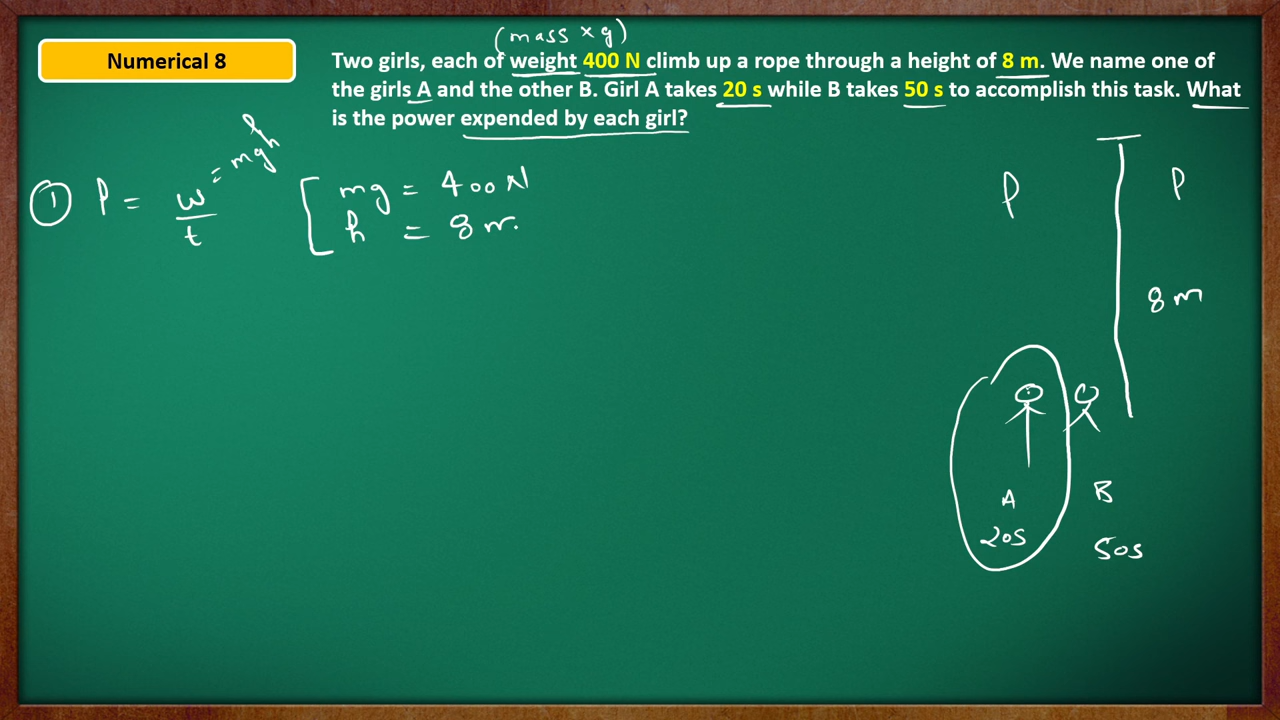 Numerical 8
(mass × g)
Two girls, each of weight 400 N climb up a rope through a height of 8 m. We name one of
the girls A and the other B. Girl A takes 20 s while B takes 50 s to accomplish this task. What
is the power expended by each girl?
① P = w/t = mgh
mg = 400 N
h = 8 m.
P
P
8 m
A
B
20s
50s